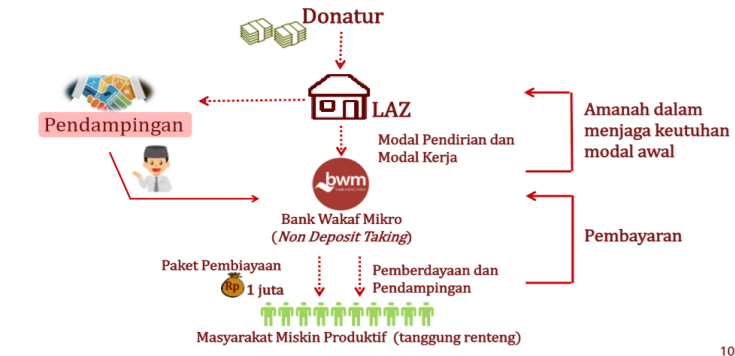 Donatur
LAZ
Pendampingan
Modal Pendirian dan
Modal Kerja
Amanah dalam
menjaga keutuhan
modal awal
bwm
Bank Wakaf Mikro
(Non Deposit Taking)
Pembayaran
Paket Pembiayaan
Rp 1 juta
Pemberdayaan dan
Pendampingan
Masyarakat Miskin Produktif (tanggung renteng)
10